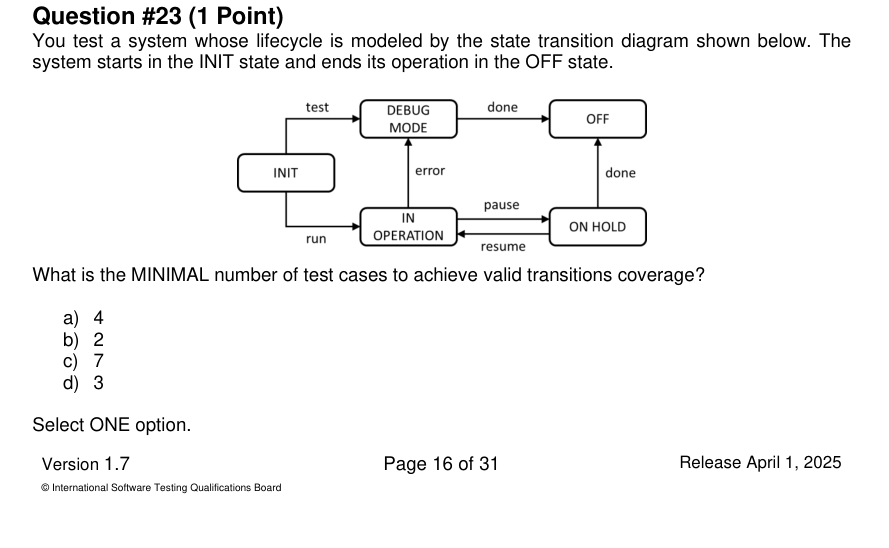 Question #23 (1 Point)
You test a system whose lifecycle is modeled by the state transition diagram shown below. The
system starts in the INIT state and ends its operation in the OFF state.
test
DEBUG
MODE
done
OFF
INIT
error
done
run
IN
OPERATION
pause
resume
ON HOLD
What is the MINIMAL number of test cases to achieve valid transitions coverage?
a) 4
b) 2
c) 7
d) 3
Select ONE option.
Version 1.7
Page 16 of 31
Release April 1, 2025
© International Software Testing Qualifications Board